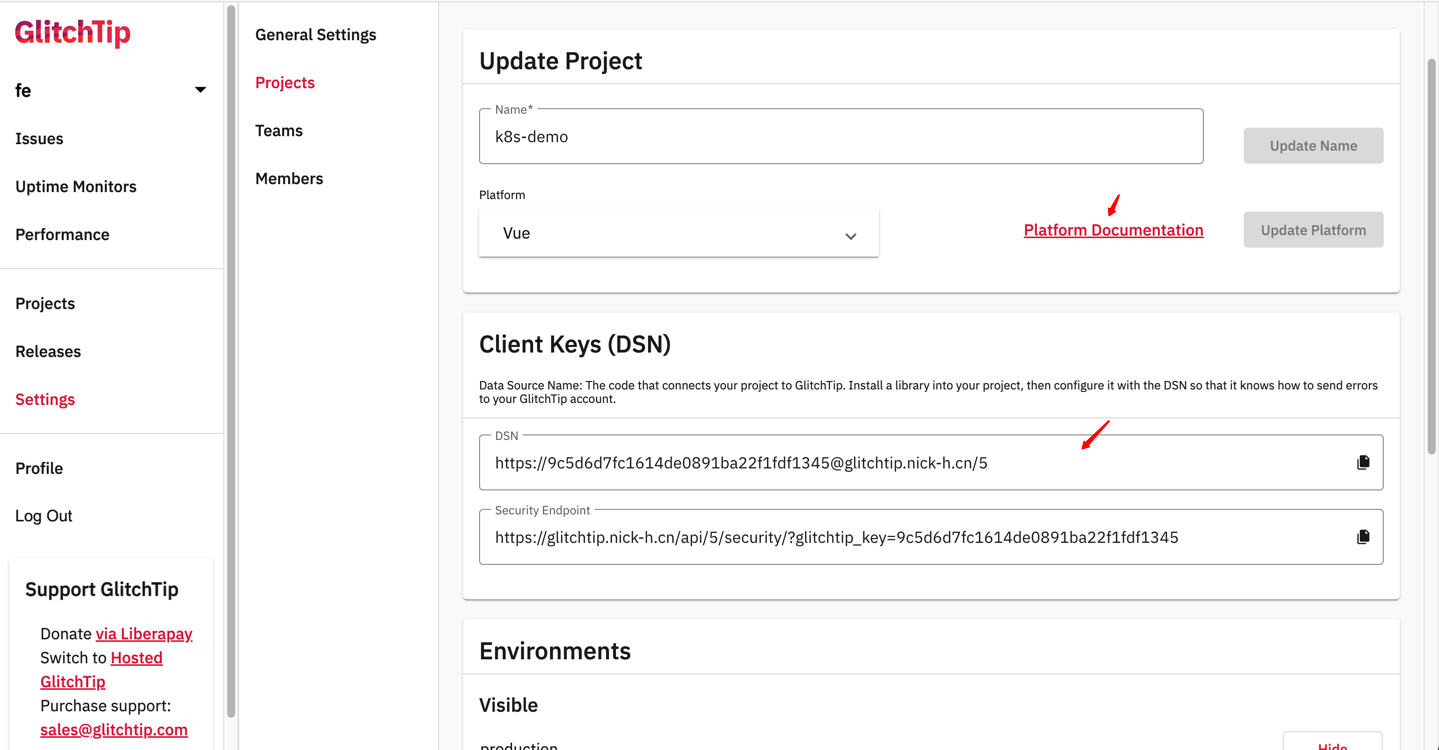 GlitchTip
fe
Issues
Uptime Monitors
Performance
Projects
Releases
Settings
Profile
Log Out
Support GlitchTip
Donate via Liberapay
Switch to Hosted
GlitchTip
Purchase support:
sales@glitchtip.com
General Settings
Projects
Teams
Members
Update Project
Name*
k8s-demo
Update Name
Platform
Vue
Platform Documentation
Update Platform
Client Keys (DSN)
Data Source Name: The code that connects your project to GlitchTip. Install a library into your project, then configure it with the DSN so that it knows how to send errors
to your GlitchTip account.
DSN
https://9c5d6d7fc1614de0891ba22f1fdf1345@glitchtip.nick-h.cn/5
Security Endpoint
https://glitchtip.nick-h.cn/api/5/security/?glitchtip_key=9c5d6d7fc1614de0891ba22f1fdf1345
Environments
Visible
production
Hide